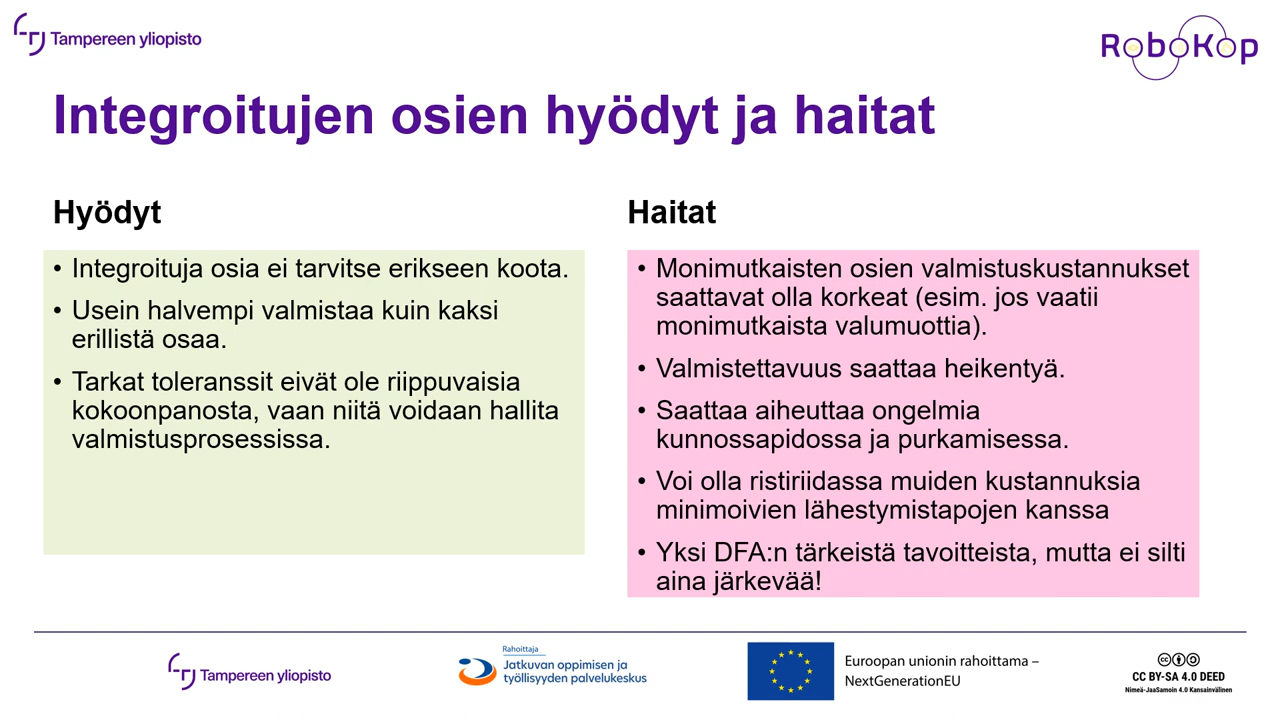 Tampereen yliopisto
RoboKop
Integroitujen osien hyödyt ja haitat
Hyödyt
• Integroituja osia ei tarvitse erikseen koota.
• Usein halvempi valmistaa kuin kaksi
erillistä osaa.
• Tarkat toleranssit eivät ole riippuvaisia
kokoonpanosta, vaan niitä voidaan hallita
valmistusprosessissa.
Haitat
• Monimutkaisten osien valmistuskustannukset
saattavat olla korkeat (esim. jos vaatii
monimutkaista valumuottia).
• Valmistettavuus saattaa heikentyä.
• Saattaa aiheuttaa ongelmia
kunnossapidossa ja purkamisessa.
• Voi olla ristiriidassa muiden kustannuksia
minimoivien lähestymistapojen kanssa
• Yksi DFA:n tärkeistä tavoitteista, mutta ei silti
aina järkevää!
Tampereen yliopisto
Rahoittaja
Jatkuvan oppimisen ja
työllisyyden palvelukeskus
Euroopan unionin rahoittama –
NextGenerationEU
CC BY-SA 4.0 DEED
Nimeä-JaaSamoin 4.0 Kansainvälinen